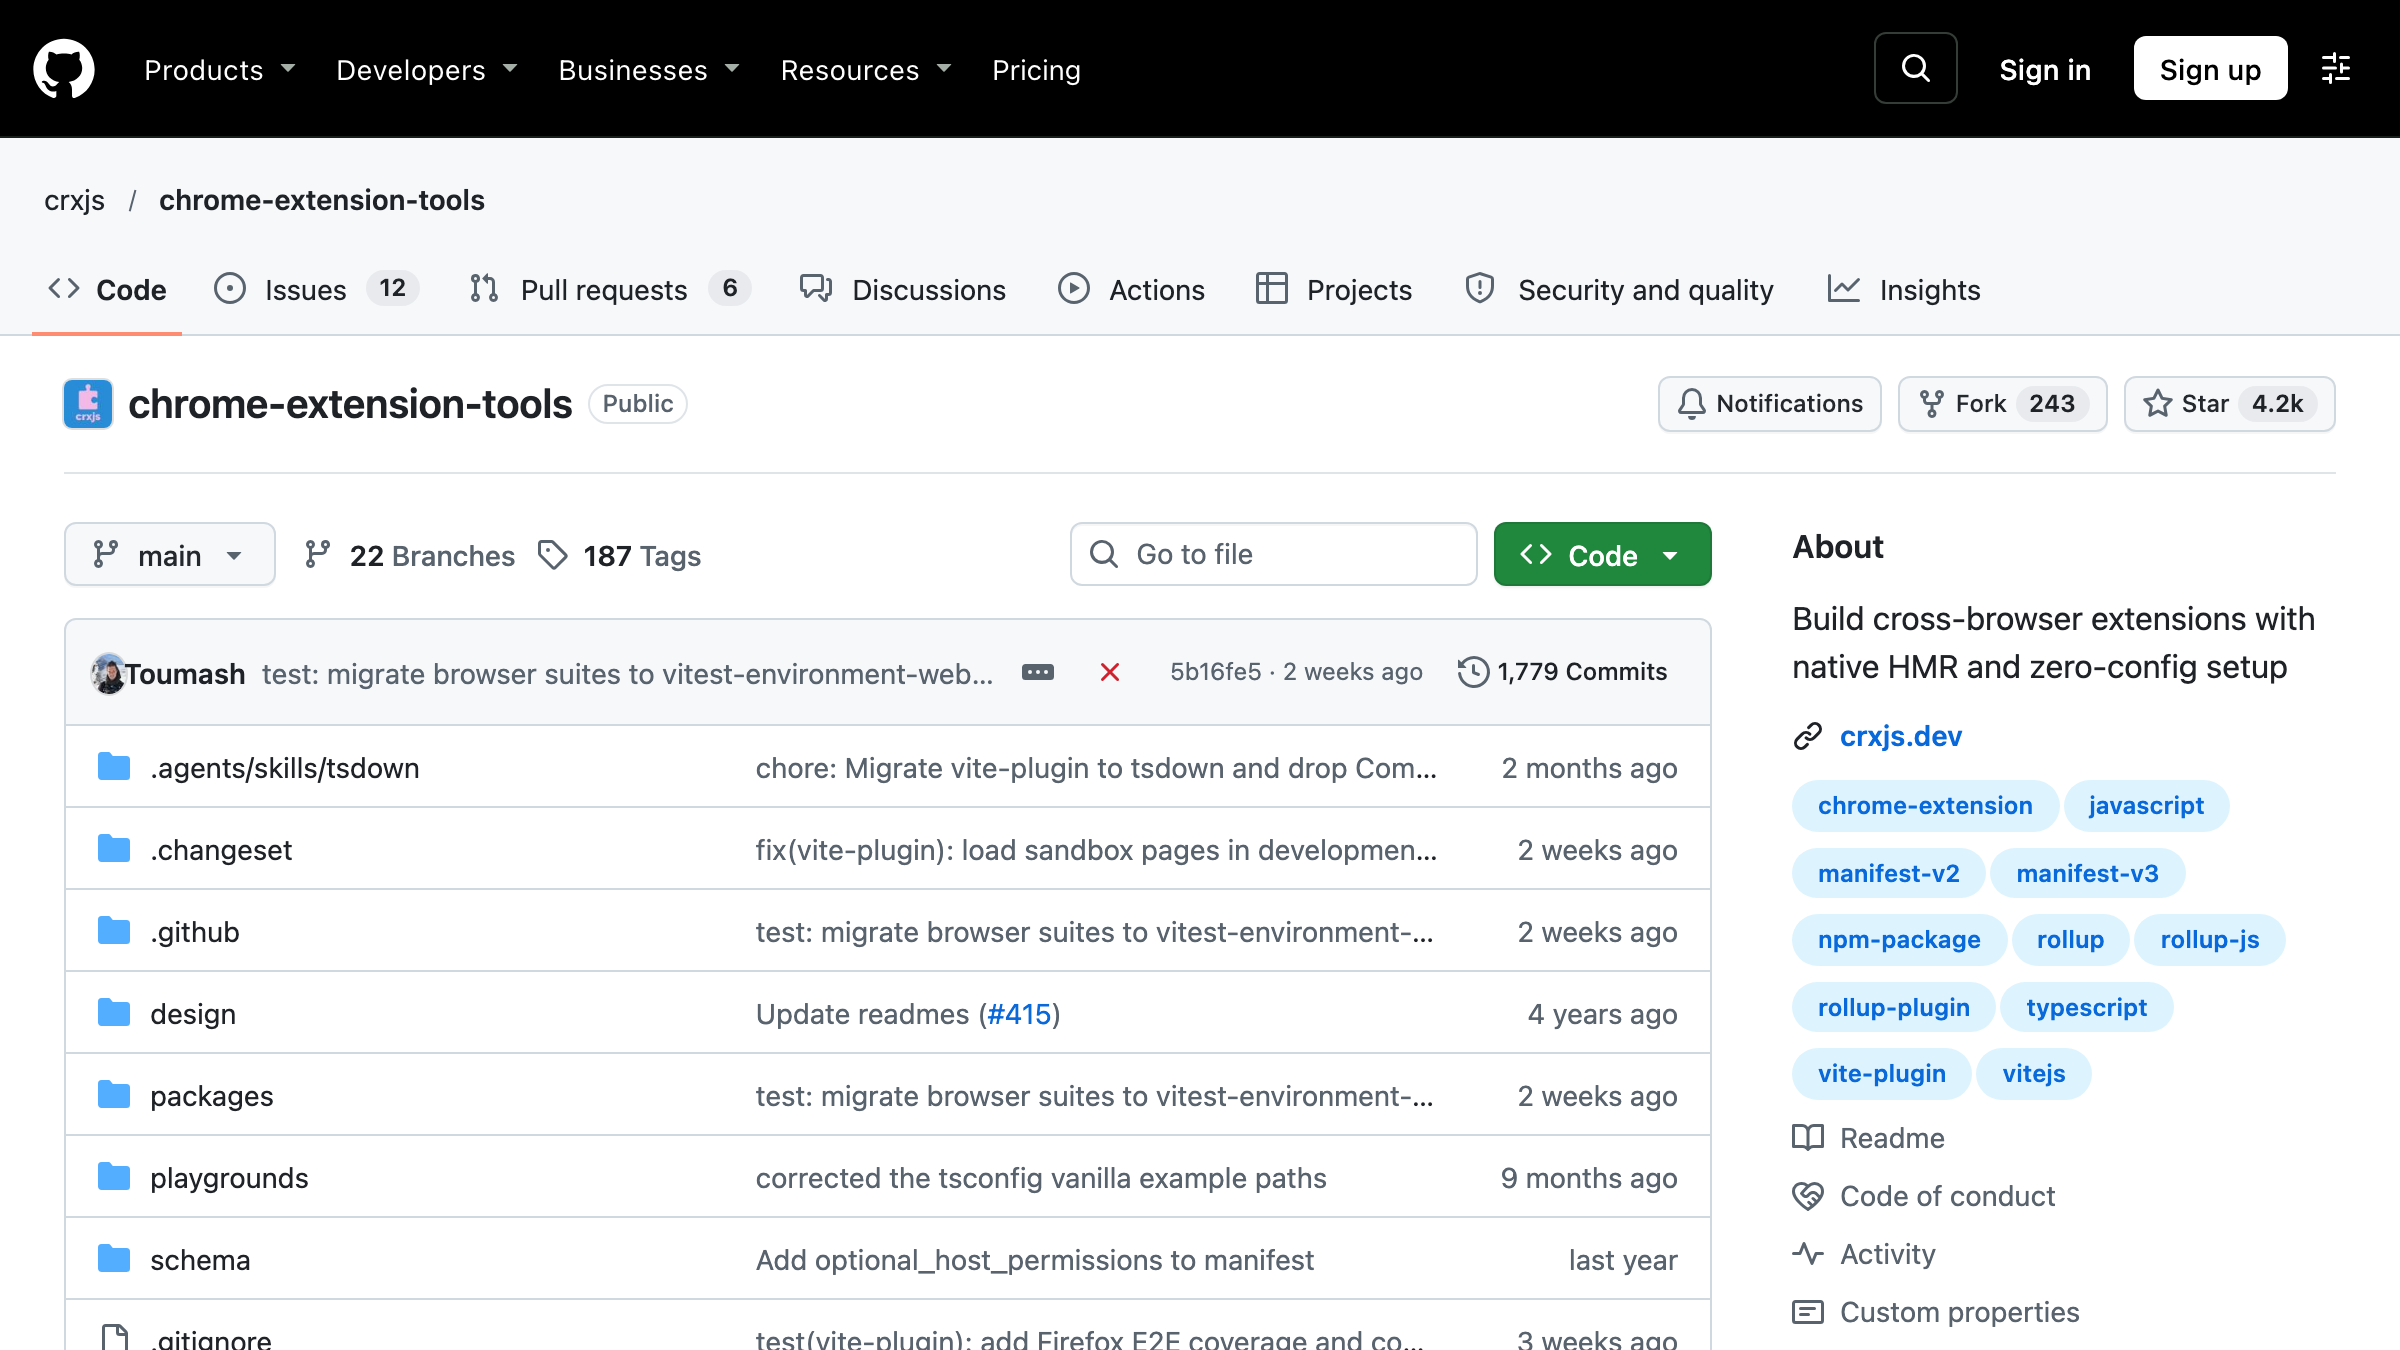 Products Developers Businesses Resources Pricing Sign in Sign up
crxjs / chrome-extension-tools
Code Issues 12 Pull requests 6 Discussions Actions Projects Security and quality Insights
crxjs chrome-extension-tools Public Notifications Fork 243 Star 4.2k
main 22 Branches 187 Tags Go to file Code
Toumash test: migrate browser suites to vitest-environment-web... 5b16fe5 · 2 weeks ago 1,779 Commits
.agents/skills/tsdown chore: Migrate vite-plugin to tsdown and drop Com... 2 months ago
.changeset fix(vite-plugin): load sandbox pages in developmen... 2 weeks ago
.github test: migrate browser suites to vitest-environment-... 2 weeks ago
design Update readmes (#415) 4 years ago
packages test: migrate browser suites to vitest-environment-... 2 weeks ago
playgrounds corrected the tsconfig vanilla example paths 9 months ago
schema Add optional_host_permissions to manifest last year
.gitignore test(vite-plugin): add Firefox E2E coverage and co... 3 weeks ago
About
Build cross-browser extensions with
native HMR and zero-config setup
crxjs.dev
chrome-extension javascript
manifest-v2 manifest-v3
npm-package rollup rollup-js
rollup-plugin typescript
vite-plugin vitejs
Readme
Code of conduct
Activity
Custom properties